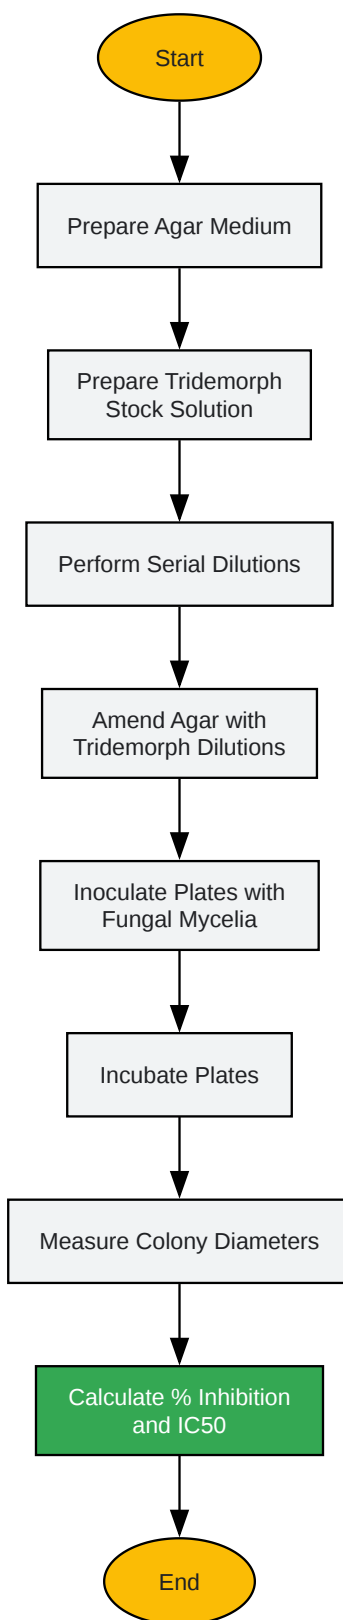 Start
Prepare Agar Medium
Prepare Tridemorph
Stock Solution
Perform Serial Dilutions
Amend Agar with
Tridemorph Dilutions
Inoculate Plates with
Fungal Mycelia
Incubate Plates
Measure Colony Diameters
Calculate % Inhibition
and IC50
End